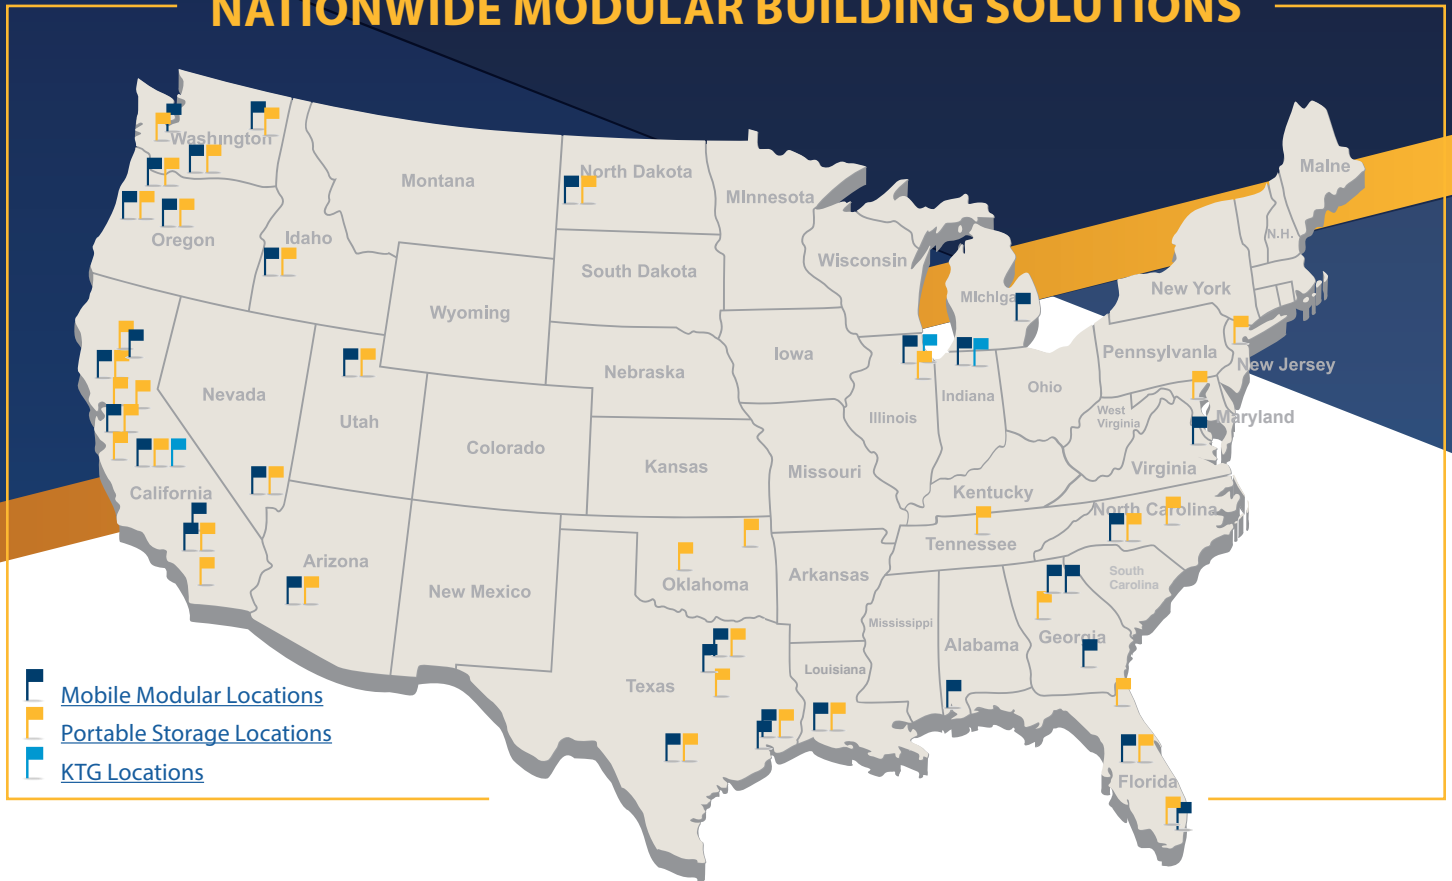 NATIONWIDE MODULAR BUILDING SOLUTIONS
Washington
Montana
North Dakota
MInnesota
MaIne
Oregon
Idaho
N.H.
South Dakota
Wisconsin
Wyoming
MIchiga
New York
Iowa
Pennsylvania
Nebraska
New Jersey
Nevada
Ohio
Indiana
Utah
Illinois
West
Virginia
Maryland
Colorado
Kansas
Missouri
Virginia
California
Kentucky
North Carolina
Arizona
Tennessee
New Mexico
Oklahoma
Arkansas
South
Carolina
Mississippi
Alabama
Georgia
Texas
Louisiana
Florida
Mobile Modular Locations
Portable Storage Locations
KTG Locations